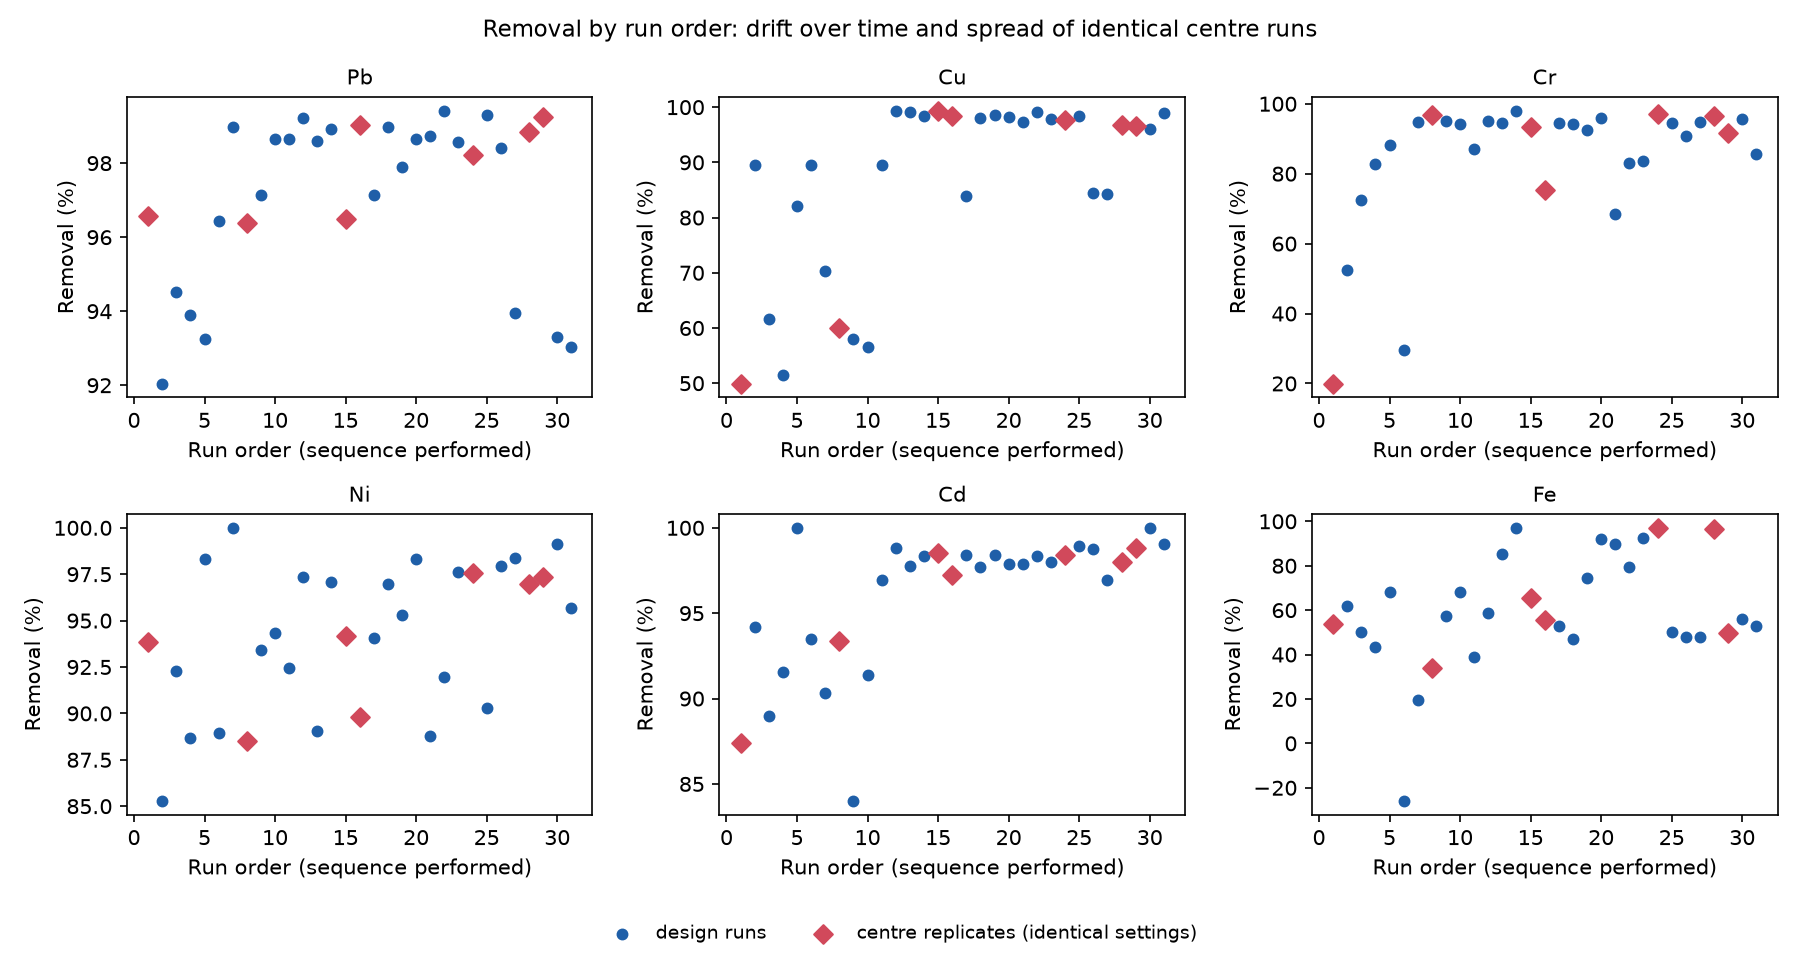 Removal by run order: drift over time and spread of identical centre runs
Pb
Cu
Cr
Removal (%)
98
96
94
92
0 5 10 15 20 25 30
Run order (sequence performed)
Removal (%)
100
90
80
70
60
50
0 5 10 15 20 25 30
Run order (sequence performed)
Removal (%)
100
80
60
40
20
0 5 10 15 20 25 30
Run order (sequence performed)
Ni
Cd
Fe
Removal (%)
100.0
97.5
95.0
92.5
90.0
87.5
85.0
0 5 10 15 20 25 30
Run order (sequence performed)
Removal (%)
100
95
90
85
0 5 10 15 20 25 30
Run order (sequence performed)
Removal (%)
100
80
60
40
20
0
−20
0 5 10 15 20 25 30
Run order (sequence performed)
design runs
centre replicates (identical settings)